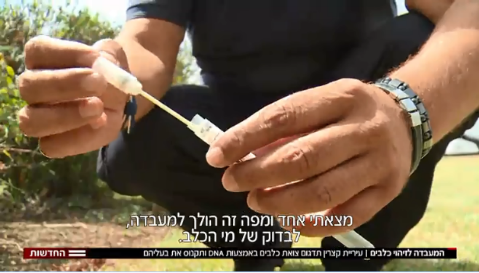 מצאתי אחד ומפה זה הולך למעבדה,
לבדוק של מי הכלב.
המעבדה לזיהוי כלבים | עיריית קצרין תדגום צואת כלבים באמצעות DNA ותקנוס את בעליהם
החדשות